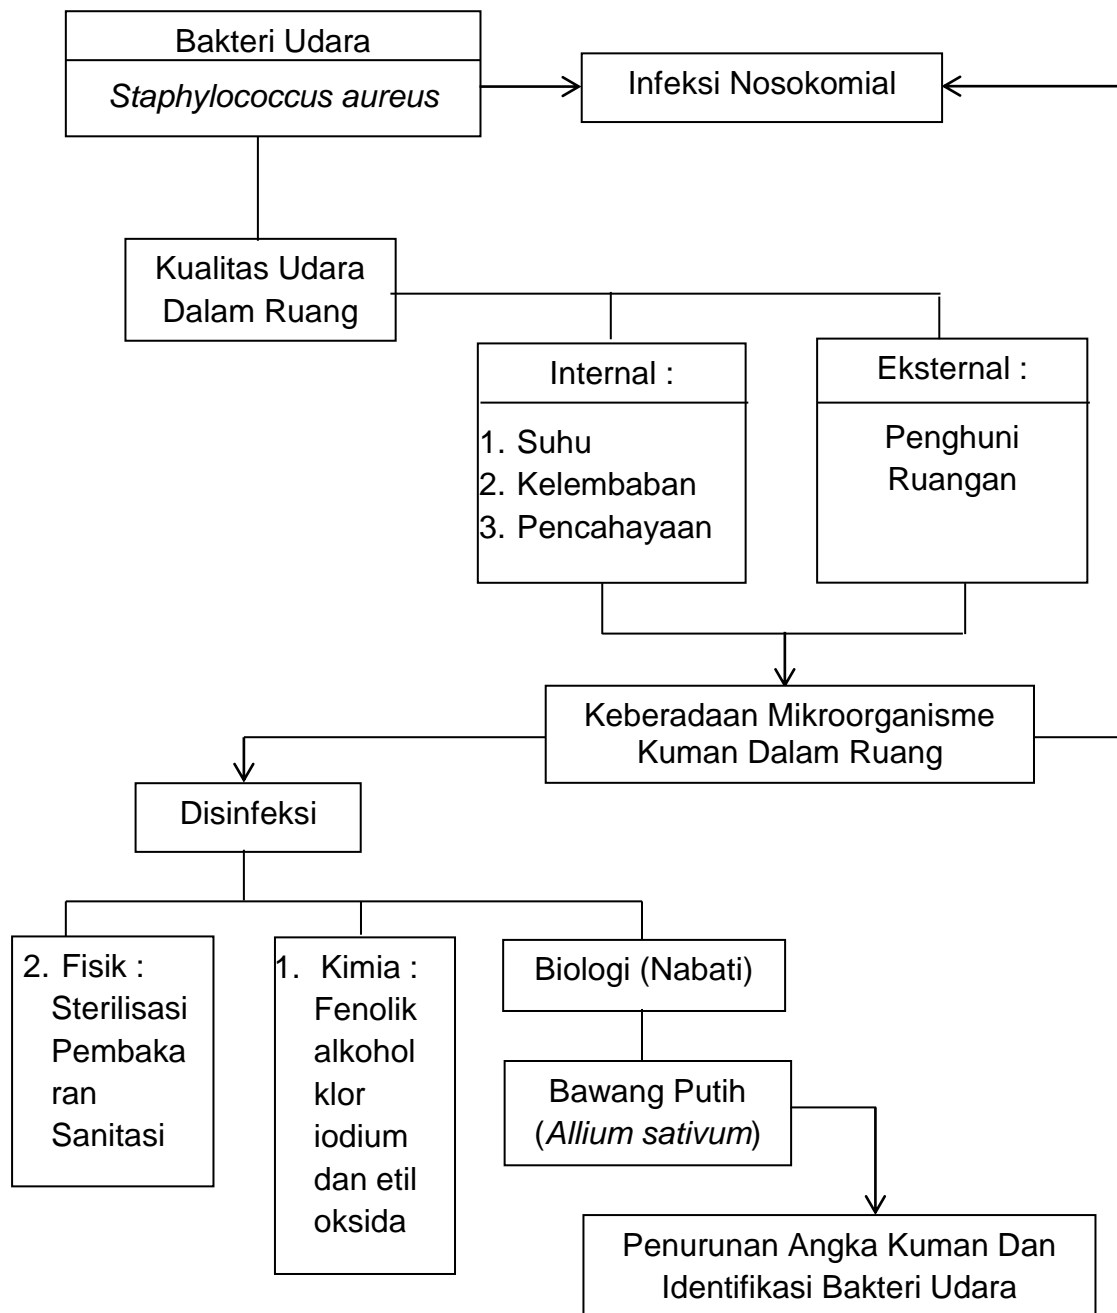 Bakteri Udara
Staphylococcus aureus
Infeksi Nosokomial
Kualitas Udara
Dalam Ruang
Internal :
1. Suhu
2. Kelembaban
3. Pencahayaan
Eksternal :
Penghuni
Ruangan
Keberadaan Mikroorganisme
Kuman Dalam Ruang
Disinfeksi
2. Fisik :
Sterilisasi
Pembaka
ran
Sanitasi
1. Kimia :
Fenolik
alkohol
klor
iodium
dan etil
oksida
Biologi (Nabati)
Bawang Putih
(Allium sativum)
Penurunan Angka Kuman Dan
Identifikasi Bakteri Udara